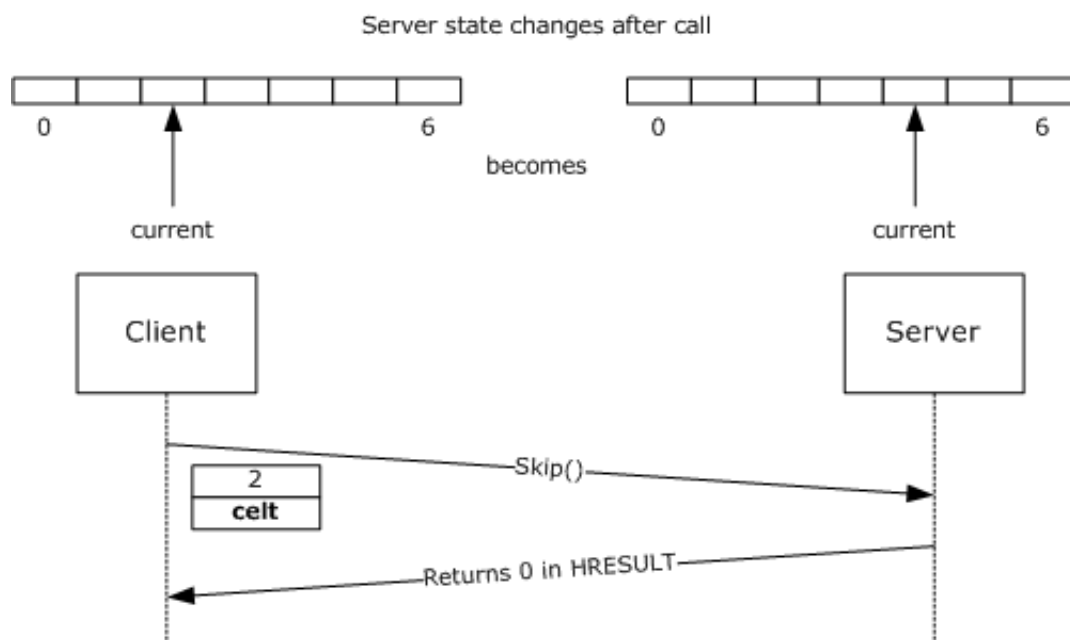 Server state changes after call
0 6 0 6
becomes
current current
Client Server
Skip()
2
celt
Returns 0 in HRESULT